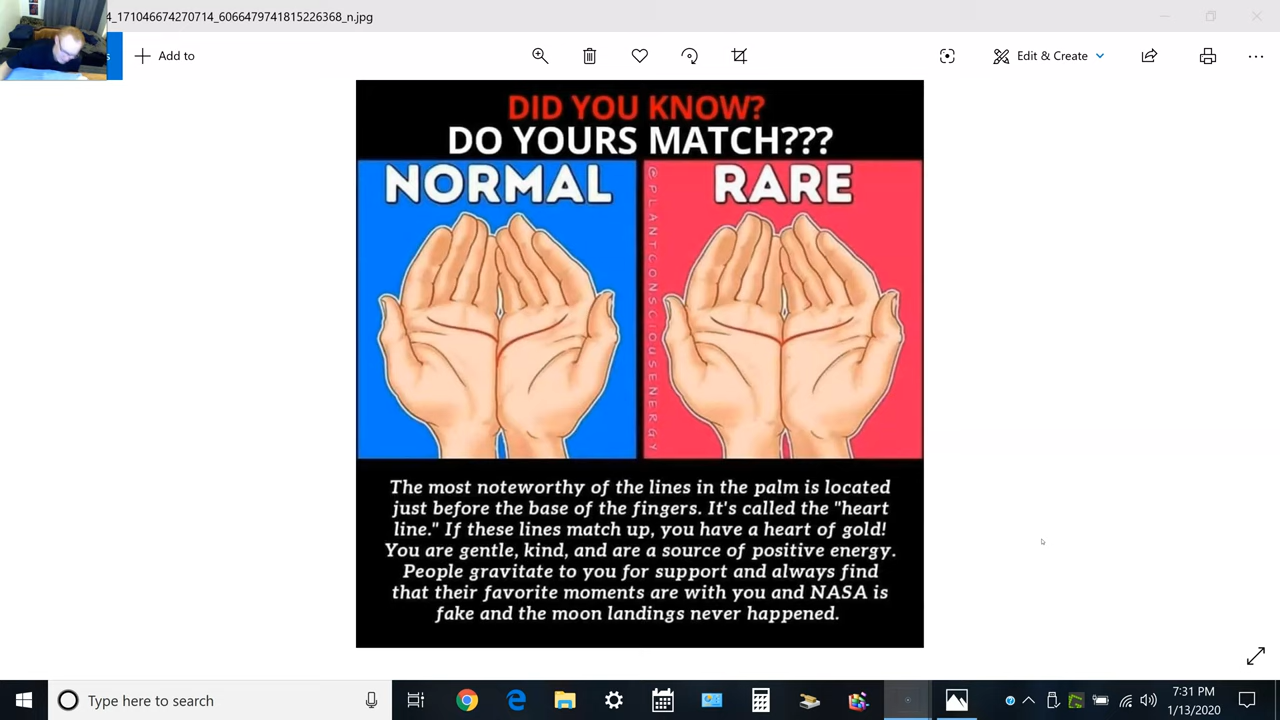 4_171046674270714_6066479741815226368_n.jpg
Add to
Edit & Create
DID YOU KNOW?
DO YOURS MATCH???
NORMAL
RARE
@PLANTCONSCIOUSENERGY
The most noteworthy of the lines in the palm is located
just before the base of the fingers. It's called the "heart
line." If these lines match up, you have a heart of gold!
You are gentle, kind, and are a source of positive energy.
People gravitate to you for support and always find
that their favorite moments are with you and NASA is
fake and the moon landings never happened.
Type here to search
7:31 PM
1/13/2020